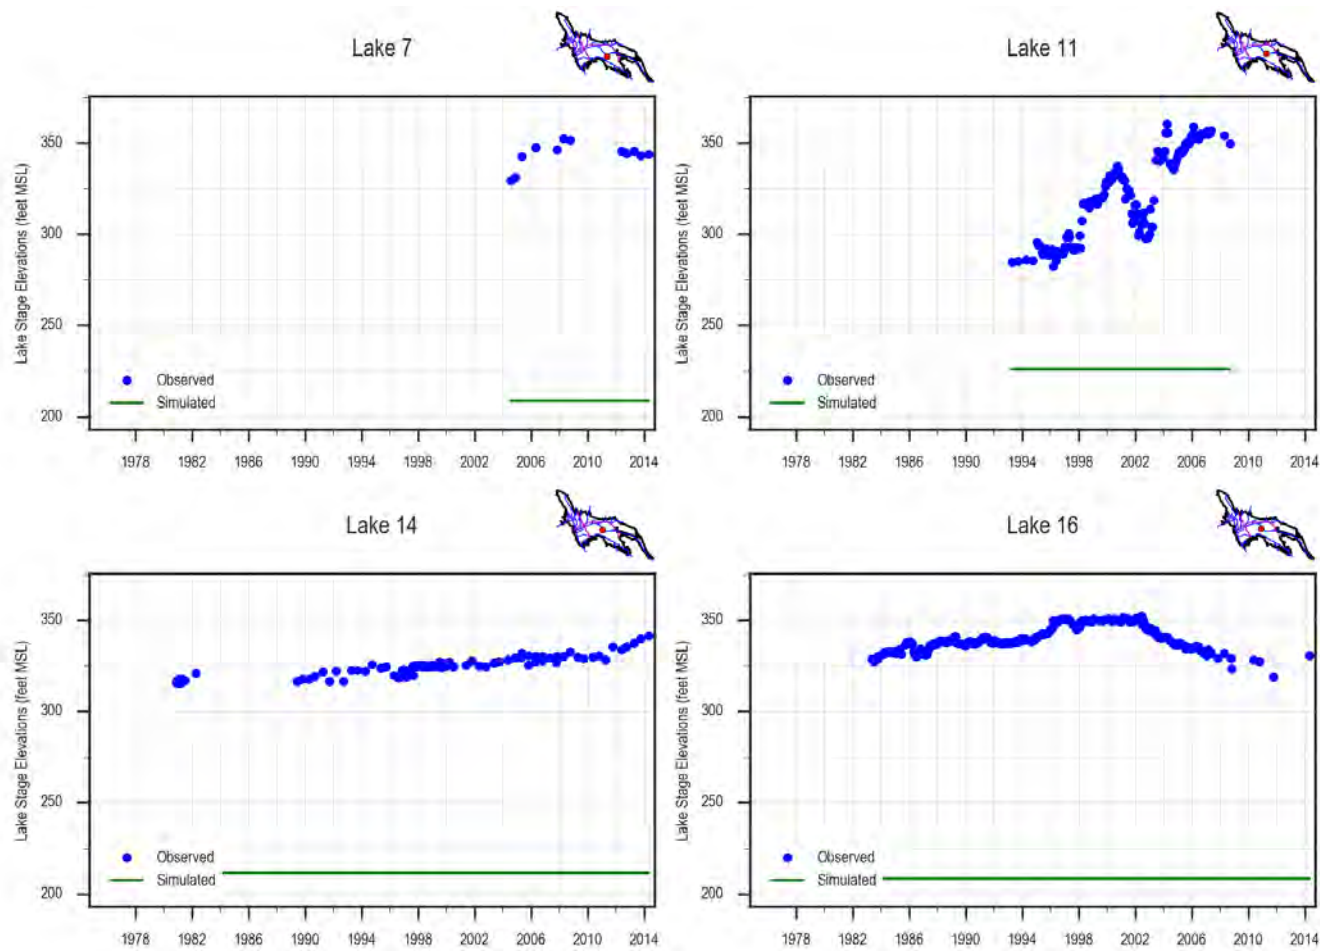 Lake 7
Lake Stage Elevations (feet MSL)
350
300
250
200
Observed
Simulated
1978 1982 1986 1990 1994 1998 2002 2006 2010 2014
Lake 11
Lake Stage Elevations (feet MSL)
350
300
250
200
Observed
Simulated
1978 1982 1986 1990 1994 1998 2002 2006 2010 2014
Lake 14
Lake Stage Elevations (feet MSL)
350
300
250
200
Observed
Simulated
1978 1982 1986 1990 1994 1998 2002 2006 2010 2014
Lake 16
Lake Stage Elevations (feet MSL)
350
300
250
200
Observed
Simulated
1978 1982 1986 1990 1994 1998 2002 2006 2010 2014